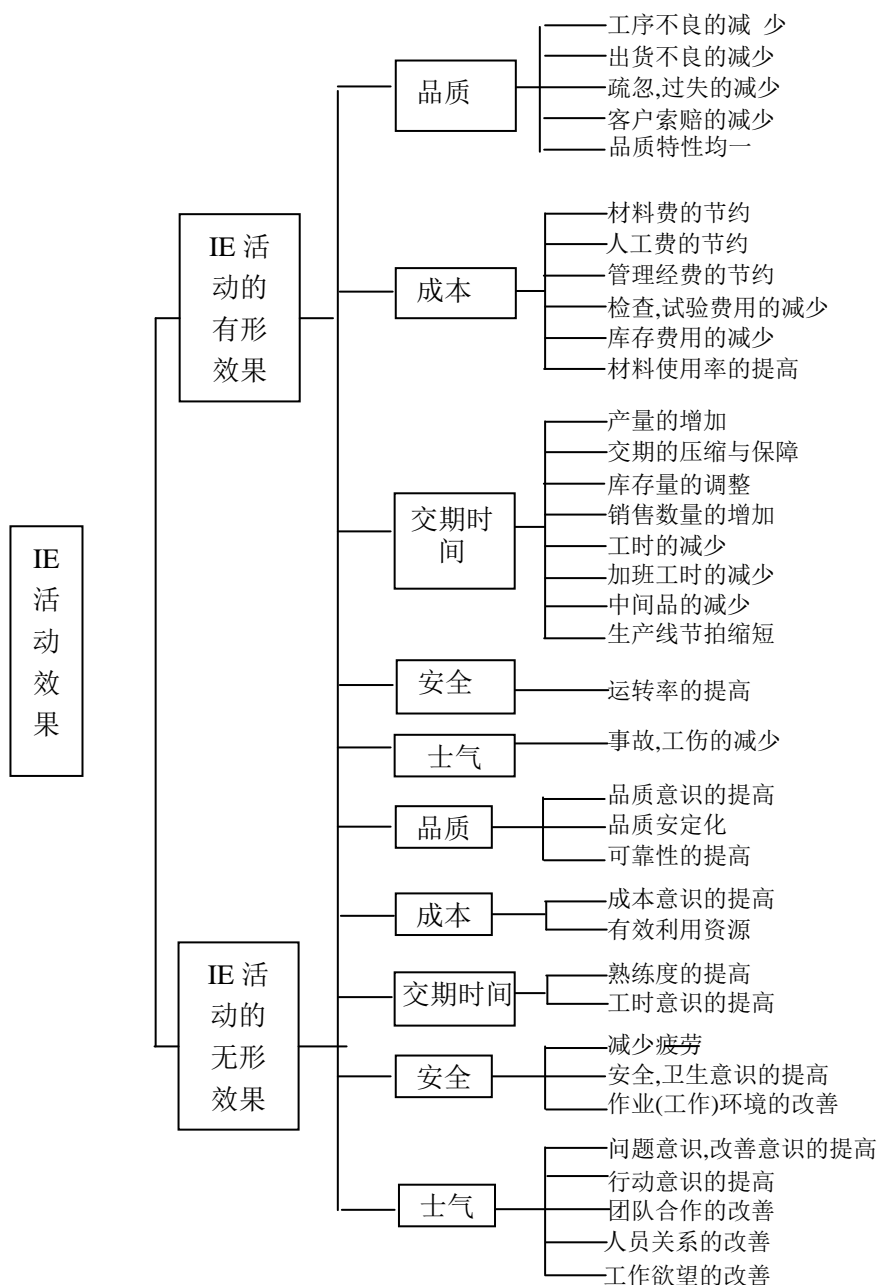 IE
活
动
效
果
IE 活
动的
有形
效果
品质
工序不良的减 少
出货不良的减少
疏忽,过失的减少
客户索赔的减少
品质特性均一
成本
材料费的节约
人工费的节约
管理经费的节约
检查,试验费用的减少
库存费用的减少
材料使用率的提高
交期时
间
产量的增加
交期的压缩与保障
库存量的调整
销售数量的增加
工时的减少
加班工时的减少
中间品的减少
生产线节拍缩短
安全
运转率的提高
士气
事故,工伤的减少
IE 活
动的
无形
效果
品质
品质意识的提高
品质安定化
可靠性的提高
成本
成本意识的提高
有效利用资源
交期时间
熟练度的提高
工时意识的提高
安全
减少疲劳
安全,卫生意识的提高
作业(工作)环境的改善
士气
问题意识,改善意识的提高
行动意识的提高
团队合作的改善
人员关系的改善
工作欲望的改善